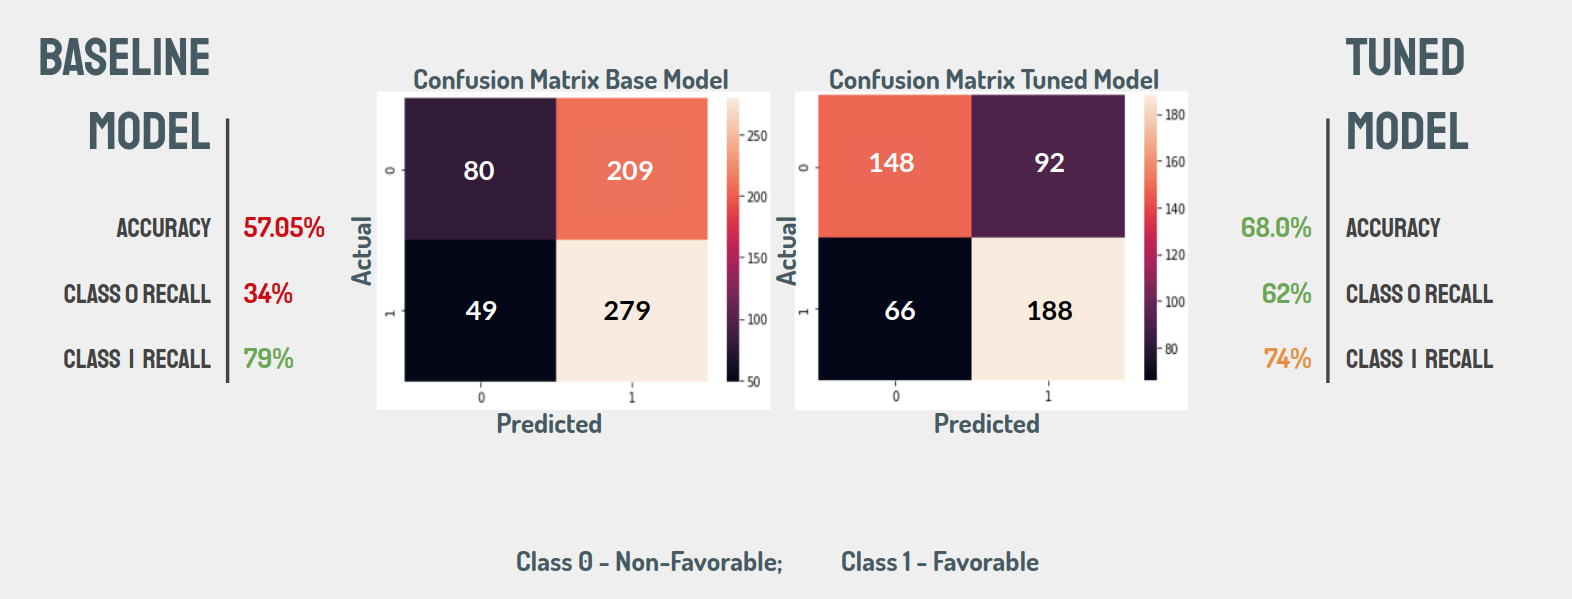 BASELINE
MODEL
ACCURACY 57.05%
CLASS 0 RECALL 34%
CLASS 1 RECALL 79%
Confusion Matrix Base Model
Actual
0
1
80 209
49 279
0 1
Predicted
250
200
150
100
50
Confusion Matrix Tuned Model
Actual
0
1
148 92
66 188
0 1
Predicted
180
160
140
120
100
80
TUNED
MODEL
68.0% ACCURACY
62% CLASS 0 RECALL
74% CLASS 1 RECALL
Class 0 - Non-Favorable; Class 1 - Favorable